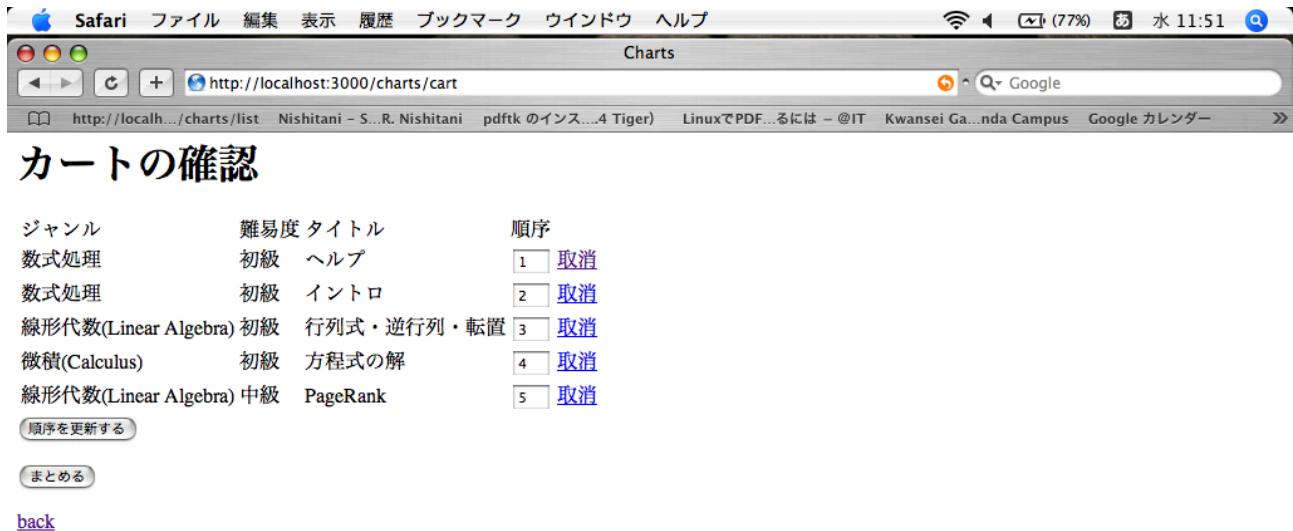 Safari ファイル 編集 表示 履歴 ブックマーク ウインドウ ヘルプ (77%) あ 水 11:51
Charts
http://localhost:3000/charts/cart Google
http://localh.../charts/list Nishitani – S...R. Nishitani pdftk のインス....4 Tiger) LinuxでPDF...るには – @IT Kwansei Ga...nda Campus Google カレンダー »
カートの確認
ジャンル 難易度 タイトル 順序
数式処理 初級 ヘルプ 1 取消
数式処理 初級 イントロ 2 取消
線形代数(Linear Algebra) 初級 行列式・逆行列・転置 3 取消
微積(Calculus) 初級 方程式の解 4 取消
線形代数(Linear Algebra) 中級 PageRank 5 取消
順序を更新する
まとめる
back